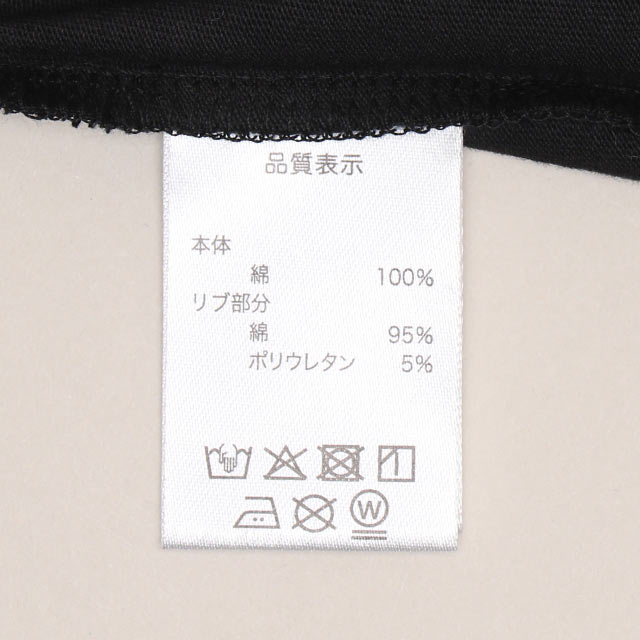 品質表示
本体
綿 100%
リブ部分
綿 95%
ポリウレタン 5%
W